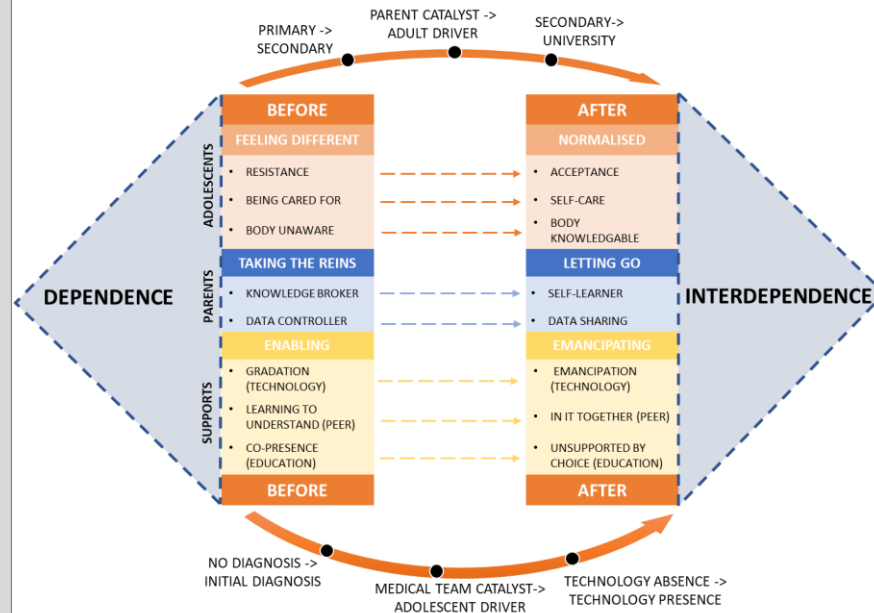 PRIMARY ->
SECONDARY
PARENT CATALYST ->
ADULT DRIVER
SECONDARY->
UNIVERSITY
BEFORE
AFTER
ADOLESCENTS
FEELING DIFFERENT
NORMALISED
• RESISTANCE
• ACCEPTANCE
• BEING CARED FOR
• SELF-CARE
• BODY UNAWARE
• BODY
KNOWLEDGABLE
DEPENDENCE
INTERDEPENDENCE
PARENTS
TAKING THE REINS
LETTING GO
• KNOWLEDGE BROKER
• SELF-LEARNER
• DATA CONTROLLER
• DATA SHARING
SUPPORTS
ENABLING
EMANCIPATING
• GRADATION
(TECHNOLOGY)
• EMANCIPATION
(TECHNOLOGY)
• LEARNING TO
UNDERSTAND (PEER)
• IN IT TOGETHER (PEER)
• CO-PRESENCE
(EDUCATION)
• UNSUPPORTED BY
CHOICE (EDUCATION)
BEFORE
AFTER
NO DIAGNOSIS ->
INITIAL DIAGNOSIS
MEDICAL TEAM CATALYST->
ADOLESCENT DRIVER
TECHNOLOGY ABSENCE ->
TECHNOLOGY PRESENCE